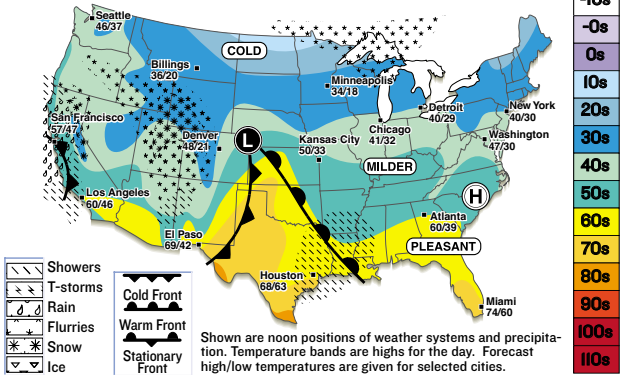 Seattle
46/37
COLD
Billings
36/20
Minneapolis
34/18
San Francisco
57/47
Denver
48/21
L
Detroit
40/29
New York
40/30
Chicago
41/32
Washington
47/30
Kansas City
50/33
MILDER
Los Angeles
60/46
H
Atlanta
60/39
El Paso
69/42
PLEASANT
Houston
68/63
Miami
74/60
Showers
T-storms
Rain
Flurries
Snow
Ice
Cold Front
Warm Front
Stationary
Front
Shown are noon positions of weather systems and precipita-
tion. Temperature bands are highs for the day. Forecast
high/low temperatures are given for selected cities.
-10s
-0s
0s
10s
20s
30s
40s
50s
60s
70s
80s
90s
100s
110s